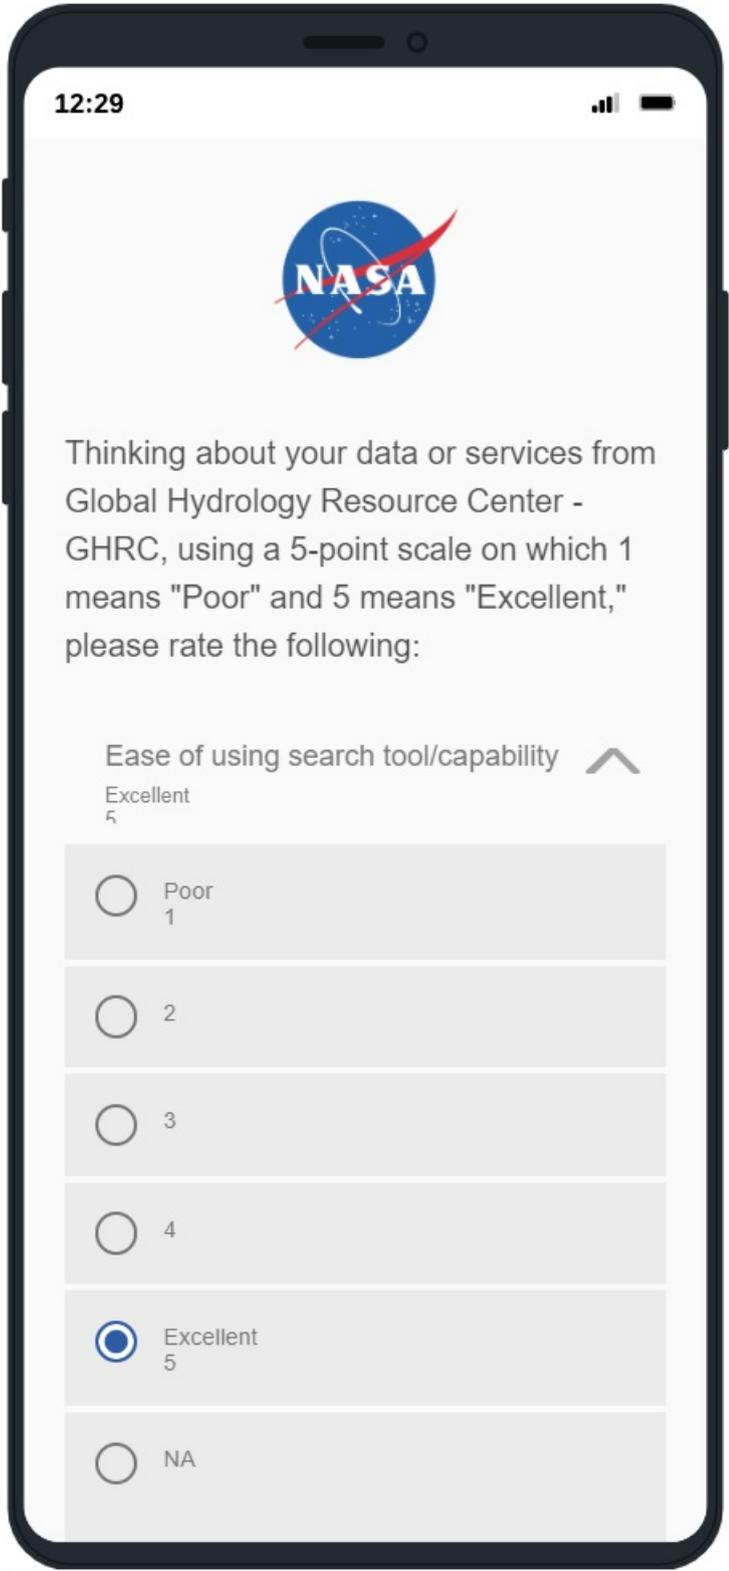 12:29
NASA
Thinking about your data or services from
Global Hydrology Resource Center -
GHRC, using a 5-point scale on which 1
means "Poor" and 5 means "Excellent,"
please rate the following:
Ease of using search tool/capability
Excellent
5
Poor
1
2
3
4
Excellent
5
NA